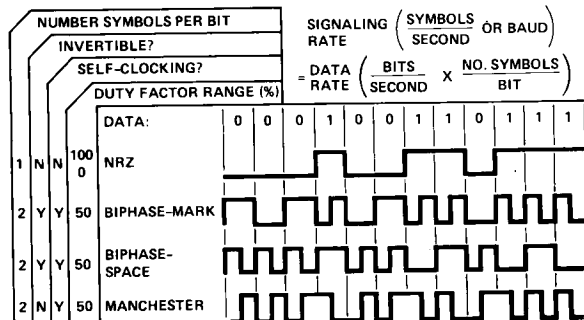 NUMBER SYMBOLS PER BIT
INVERTIBLE?
SELF-CLOCKING?
DUTY FACTOR RANGE (%)
SIGNALING RATE (SYMBOLS/SECOND OR BAUD)
= DATA RATE (BITS/SECOND X NO. SYMBOLS/BIT)
DATA: 0 0 0 1 0 0 1 1 0 1 1 1
1 N N 100 0 NRZ
2 Y Y 50 BIPHASE-MARK
2 Y Y 50 BIPHASE-SPACE
2 N Y 50 MANCHESTER